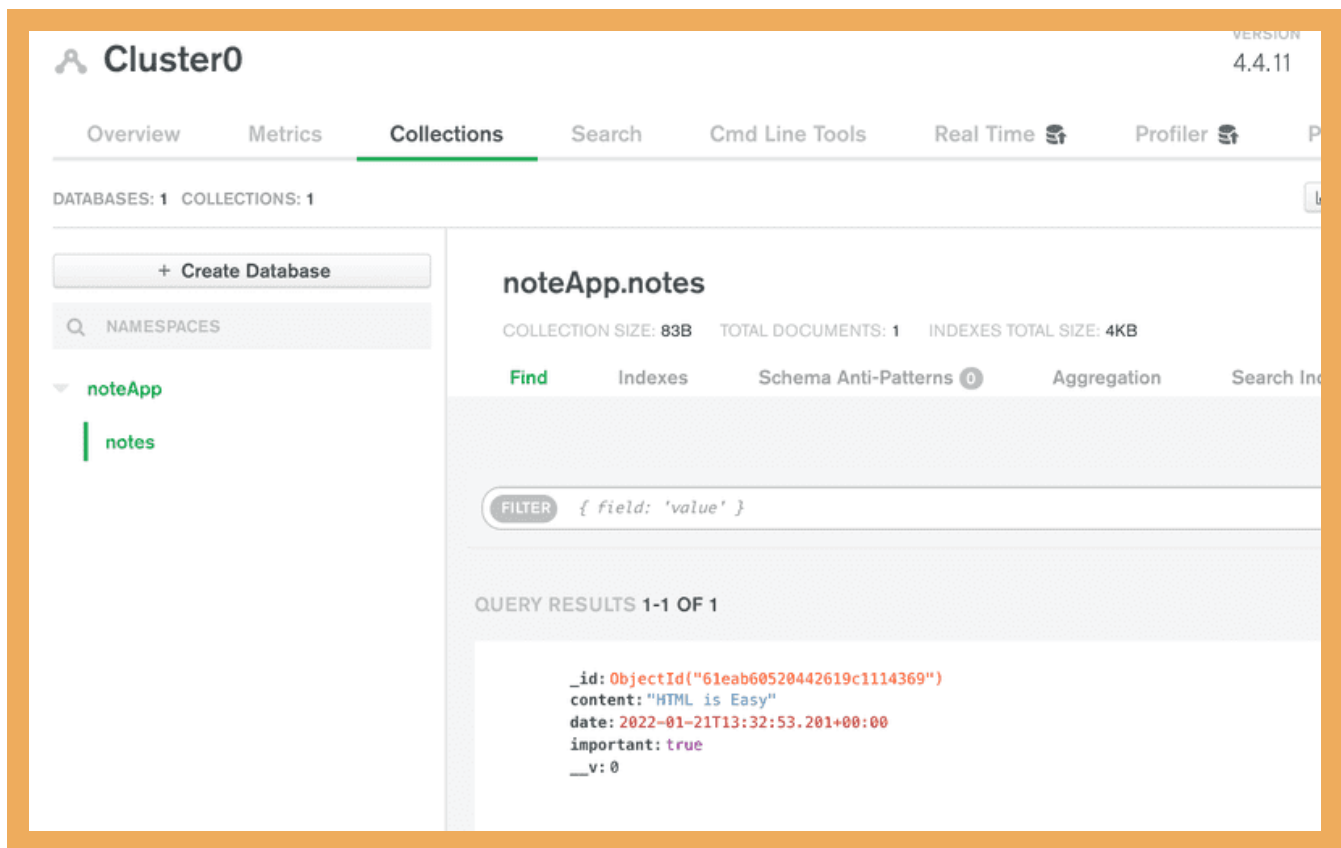 VERSION
Cluster0
4.4.11
Overview Metrics Collections Search Cmd Line Tools Real Time Profiler P
DATABASES: 1 COLLECTIONS: 1
+ Create Database
NAMESPACES
noteApp
notes
noteApp.notes
COLLECTION SIZE: 83B TOTAL DOCUMENTS: 1 INDEXES TOTAL SIZE: 4KB
Find Indexes Schema Anti-Patterns 0 Aggregation Search Inc
FILTER { field: 'value' }
QUERY RESULTS 1-1 OF 1
_id: ObjectId("61eab60520442619c1114369")
content: "HTML is Easy"
date: 2022-01-21T13:32:53.201+00:00
important: true
__v: 0